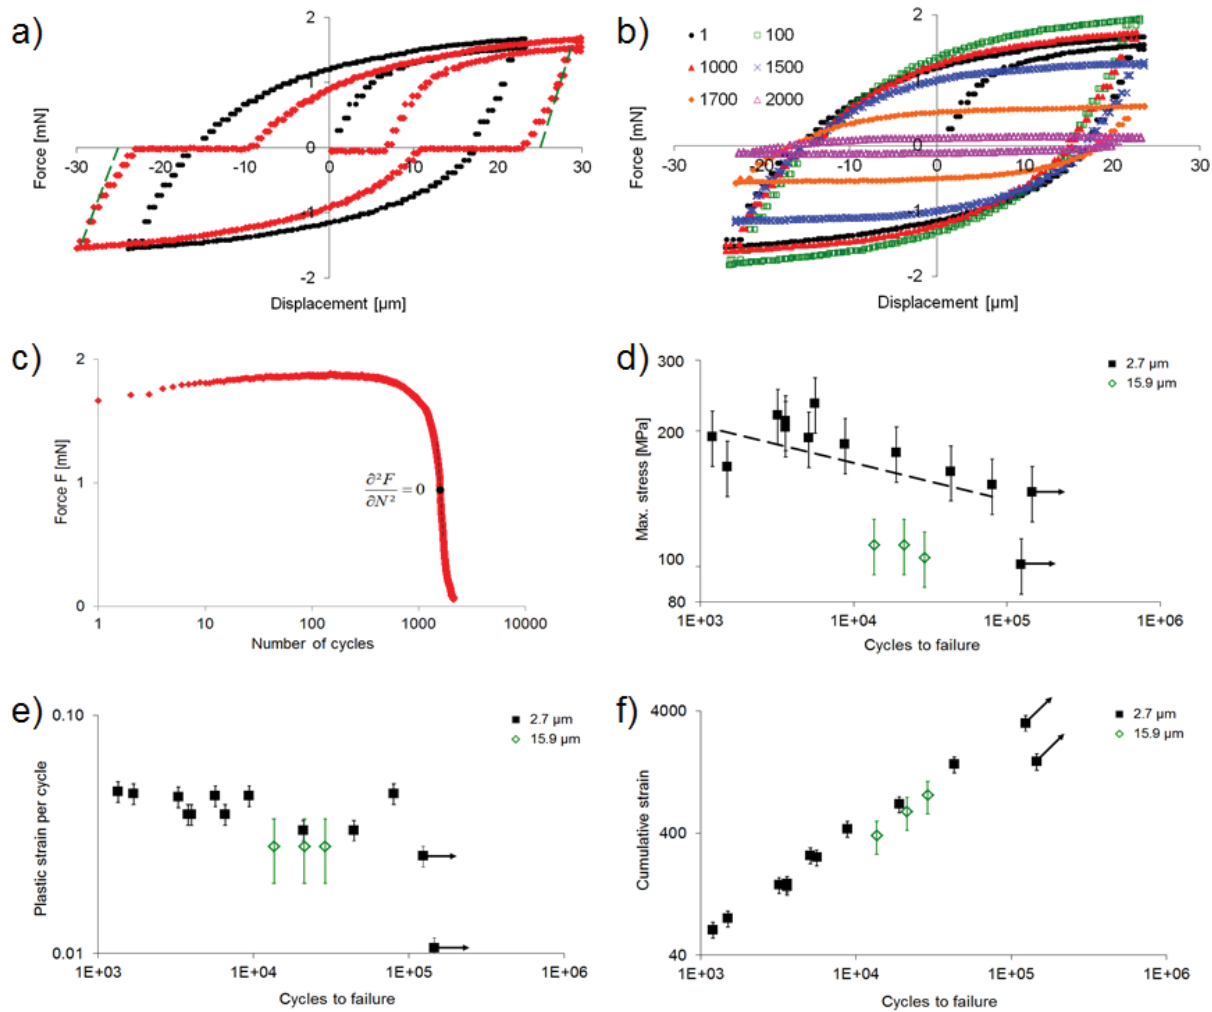 a)
2
1
0
-1
-2
-30
-20
-10
10
20
30
Force [mN]
Displacement [µm]
b)
1
100
1000
1500
1700
2000
2
1
0
-1
-2
-30
-20
-10
10
20
30
Force [mN]
Displacement [µm]
c)
2
1
0
1
10
100
1000
10000
Force F [mN]
Number of cycles
∂²F
∂N² =0
d)
300
200
100
80
1E+03
1E+04
1E+05
1E+06
Max. stress [MPa]
Cycles to failure
2.7 µm
15.9 µm
e)
0.10
0.01
1E+03
1E+04
1E+05
1E+06
Plastic strain per cycle
Cycles to failure
2.7 µm
15.9 µm
f)
4000
400
40
1E+03
1E+04
1E+05
1E+06
Cumulative strain
Cycles to failure
2.7 µm
15.9 µm